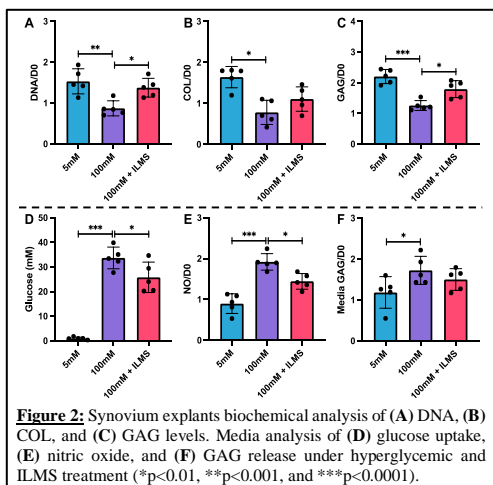 A
B
C
** *
*
*** *
DNA/D0
COL/D0
GAG/D0
3
2
1
0
3
2
1
0
3
2
1
0
5mM
100mM
100mM + ILMS
5mM
100mM
100mM + ILMS
5mM
100mM
100mM + ILMS
D
E
F
*** *
*** *
*
Glucose (mM)
NO/D0
Media GAG/D0
50
40
30
20
10
0
3
2
1
0
3
2
1
0
5mM
100mM
100mM + ILMS
5mM
100mM
100mM + ILMS
5mM
100mM
100mM + ILMS
Figure 2: Synovium explants biochemical analysis of (A) DNA, (B)
COL, and (C) GAG levels. Media analysis of (D) glucose uptake,
(E) nitric oxide, and (F) GAG release under hyperglycemic and
ILMS treatment (*p<0.01, **p<0.001, and ***p<0.0001).